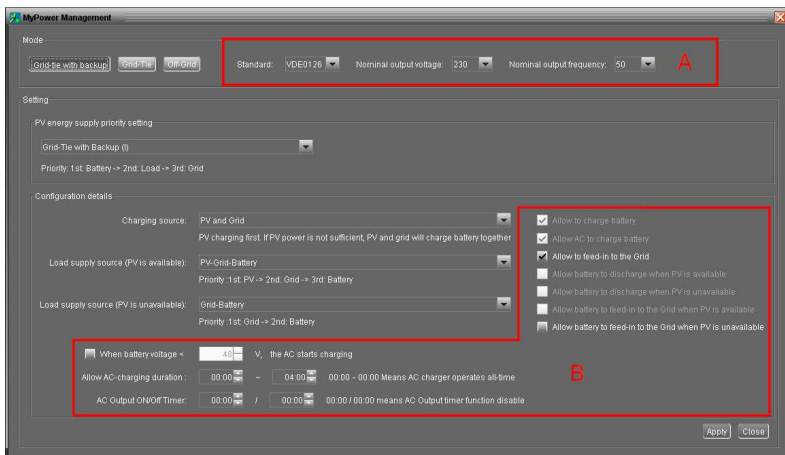 MyPower Management
Mode
Grid-tie with backup Grid-Tie Off-Grid Standard: VDE0126 Nominal output voltage: 230 Nominal output frequency: 50 A
Setting
PV energy supply priority setting
Grid-Tie with Backup (I)
Priority: 1st: Battery -> 2nd: Load -> 3rd: Grid
Configuration details
Charging source: PV and Grid
PV charging first. If PV power is not sufficient, PV and grid will charge battery together
Load supply source (PV is available): PV-Grid-Battery
Priority :1st: PV -> 2nd: Grid -> 3rd: Battery
Load supply source (PV is unavailable): Grid-Battery
Priority :1st: Grid -> 2nd: Battery
Allow to charge battery
Allow AC to charge battery
Allow to feed-in to the Grid
Allow battery to discharge when PV is available
Allow battery to discharge when PV is unavailable
Allow battery to feed-in to the Grid when PV is available
Allow battery to feed-in to the Grid when PV is unavailable
When battery voltage < 48 V, the AC starts charging
Allow AC-charging duration : 00:00 ~ 04:00 00:00 - 00:00 Means AC charger operates all-time
AC Output ON/Off Timer: 00:00 / 00:00 00:00 / 00:00 means AC Output timer function disable
B
Apply Close